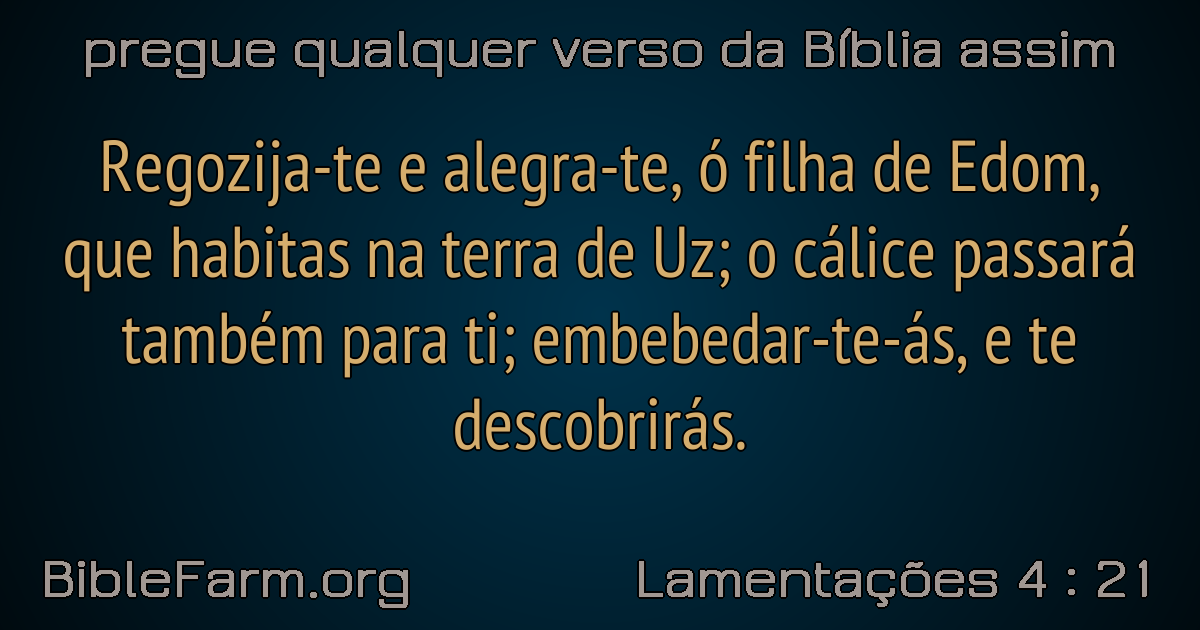 pregue qualquer verso da Bíblia assim
Regozija-te e alegra-te, ó filha de Edom,
que habitas na terra de Uz; o cálice passará
também para ti; embebedar-te-ás, e te
descobrirás.
BibleFarm.org
Lamentações 4 : 21